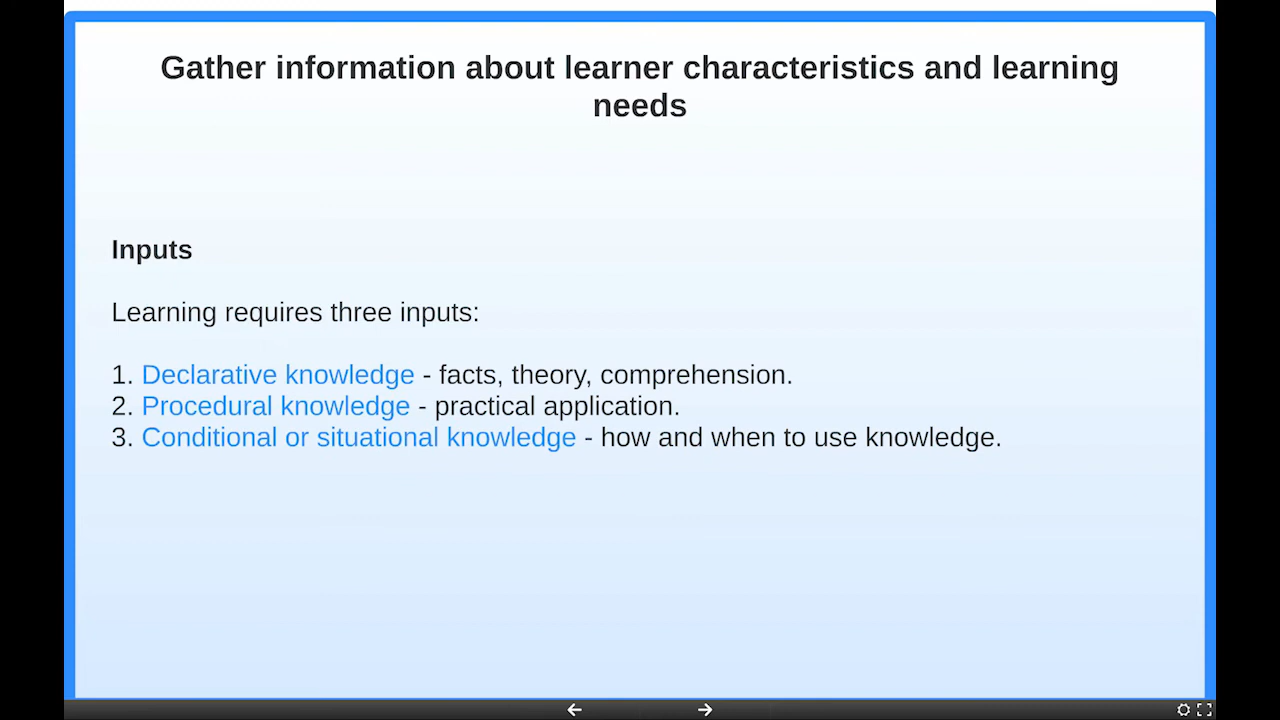 Gather information about learner characteristics and learning
needs
Inputs
Learning requires three inputs:
1. Declarative knowledge - facts, theory, comprehension.
2. Procedural knowledge - practical application.
3. Conditional or situational knowledge - how and when to use knowledge.